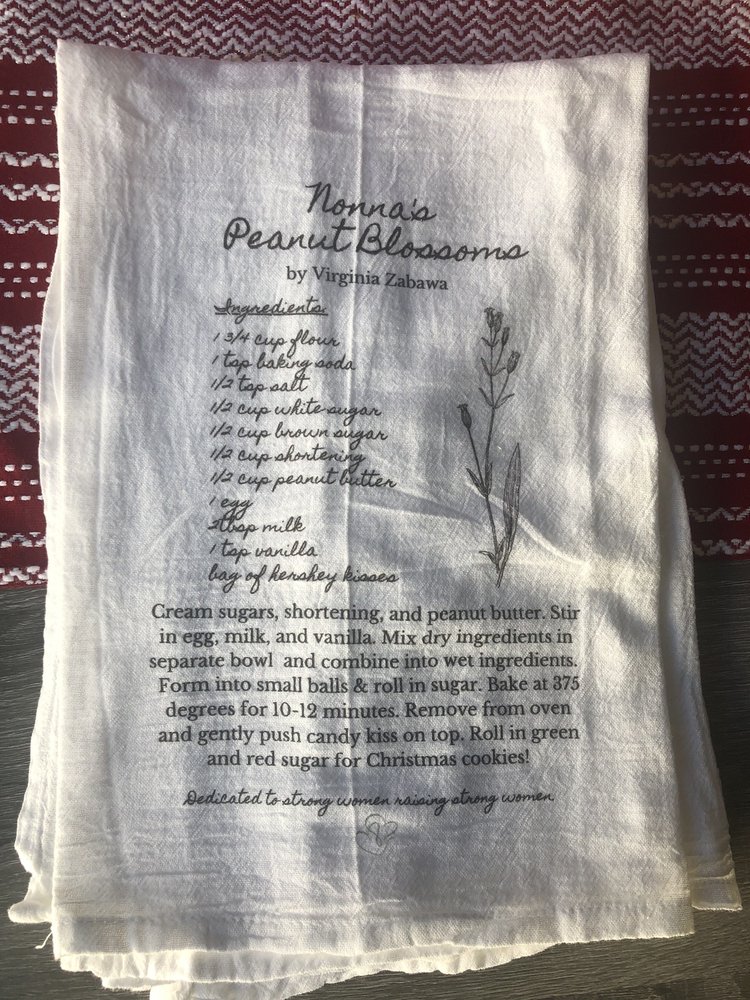 Nonna's
Peanut Blossoms
by Virginia Zabawa
Ingredients:
1 3/4 cup flour
1 tsp baking soda
1/2 tsp salt
1/2 cup white sugar
1/2 cup brown sugar
1/2 cup shortening
1/2 cup peanut butter
1 egg
2 tbsp milk
1 tsp vanilla
bag of hershey kisses
Cream sugars, shortening, and peanut butter. Stir
in egg, milk, and vanilla. Mix dry ingredients in
separate bowl and combine into wet ingredients.
Form into small balls & roll in sugar. Bake at 375
degrees for 10-12 minutes. Remove from oven
and gently push candy kiss on top. Roll in green
and red sugar for Christmas cookies!
Dedicated to strong women raising strong women.